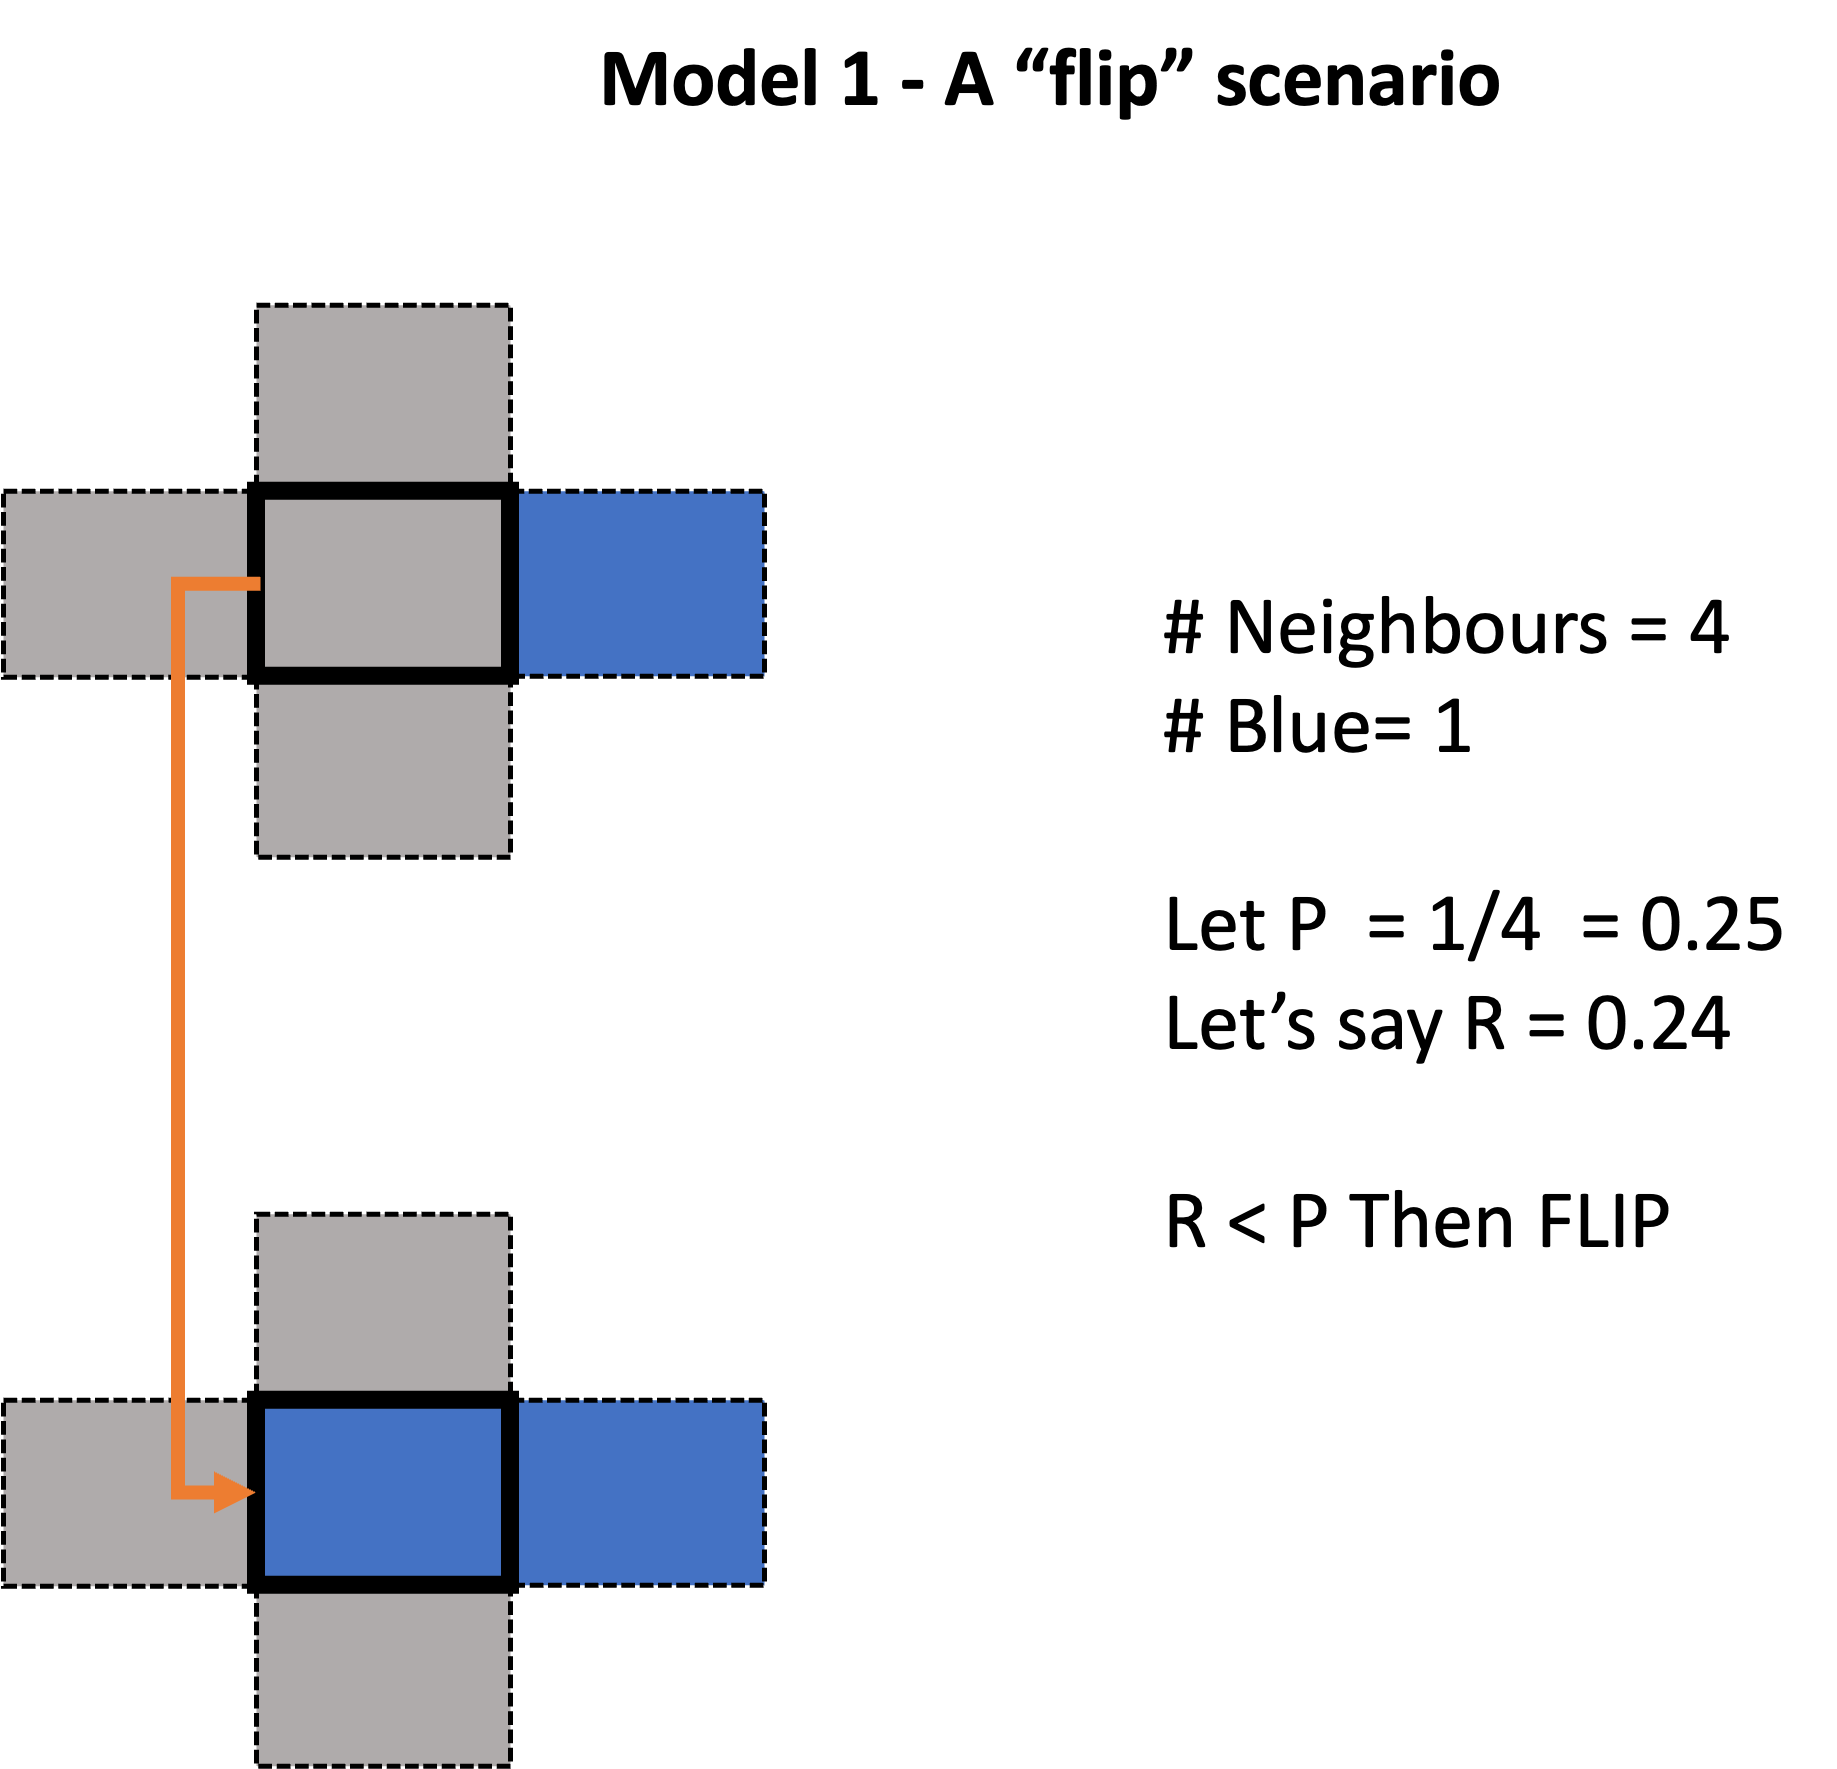 Model 1 - A “flip” scenario
# Neighbours = 4
# Blue= 1
Let P  = 1/4  = 0.25
Let’s say R = 0.24
R < P Then FLIP